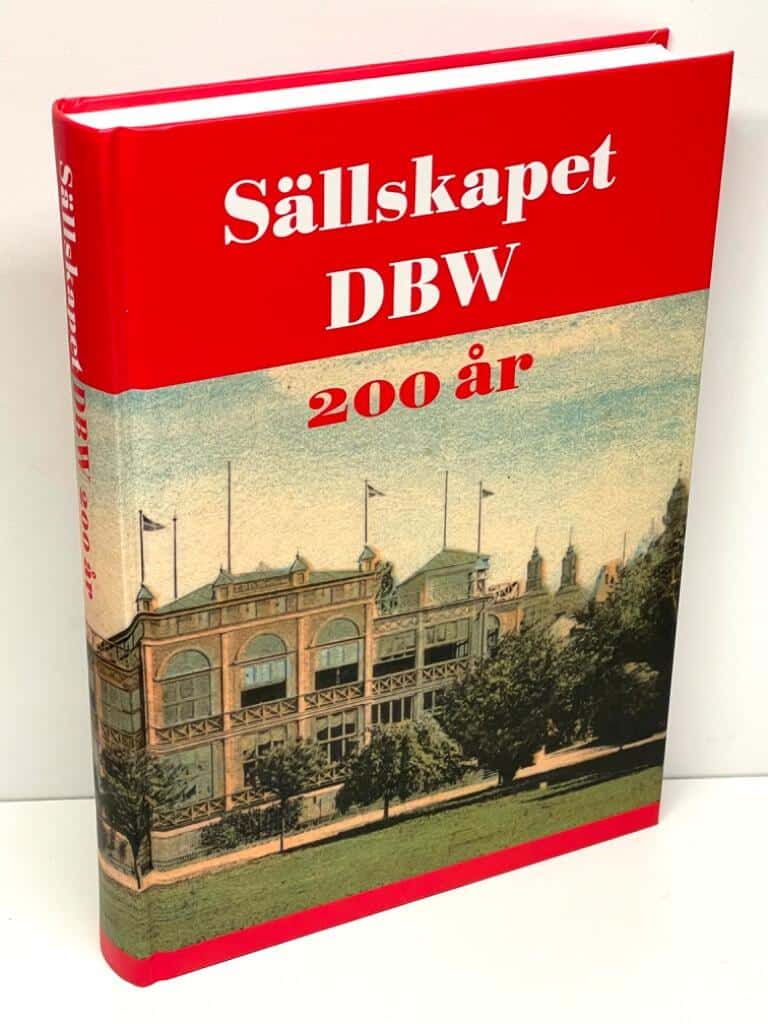 Sällskapet
DBW
200 år
Sällskapet DBW 200 år